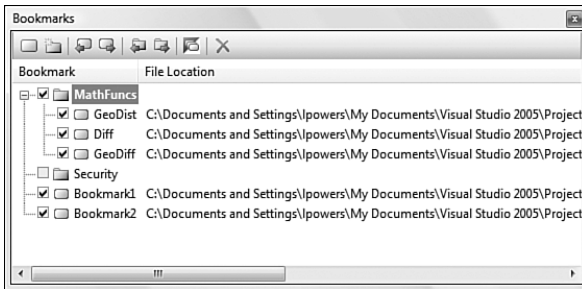 Bookmarks
Bookmark File Location
MathFuncs
GeoDist C:\Documents and Settings\lpowers\My Documents\Visual Studio 2005\Project
Diff C:\Documents and Settings\lpowers\My Documents\Visual Studio 2005\Project
GeoDiff C:\Documents and Settings\lpowers\My Documents\Visual Studio 2005\Project
Security
Bookmark1 C:\Documents and Settings\lpowers\My Documents\Visual Studio 2005\Project
Bookmark2 C:\Documents and Settings\lpowers\My Documents\Visual Studio 2005\Project